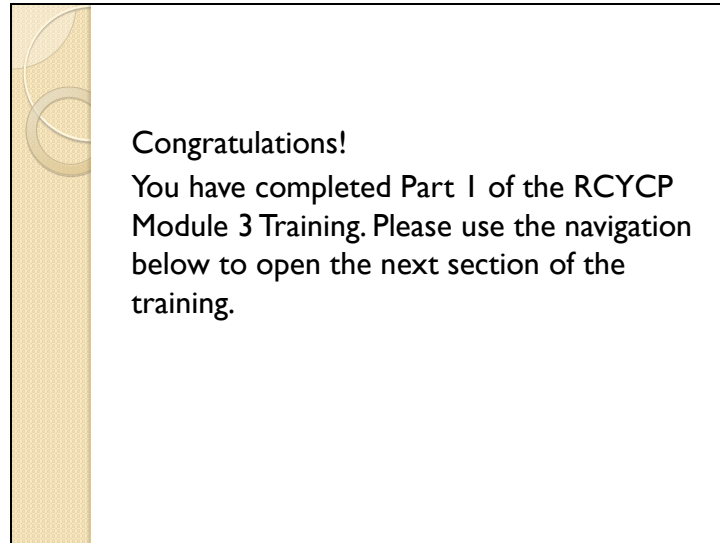 Congratulations!
You have completed Part 1 of the RCYCP
Module 3 Training. Please use the navigation
below to open the next section of the
training.